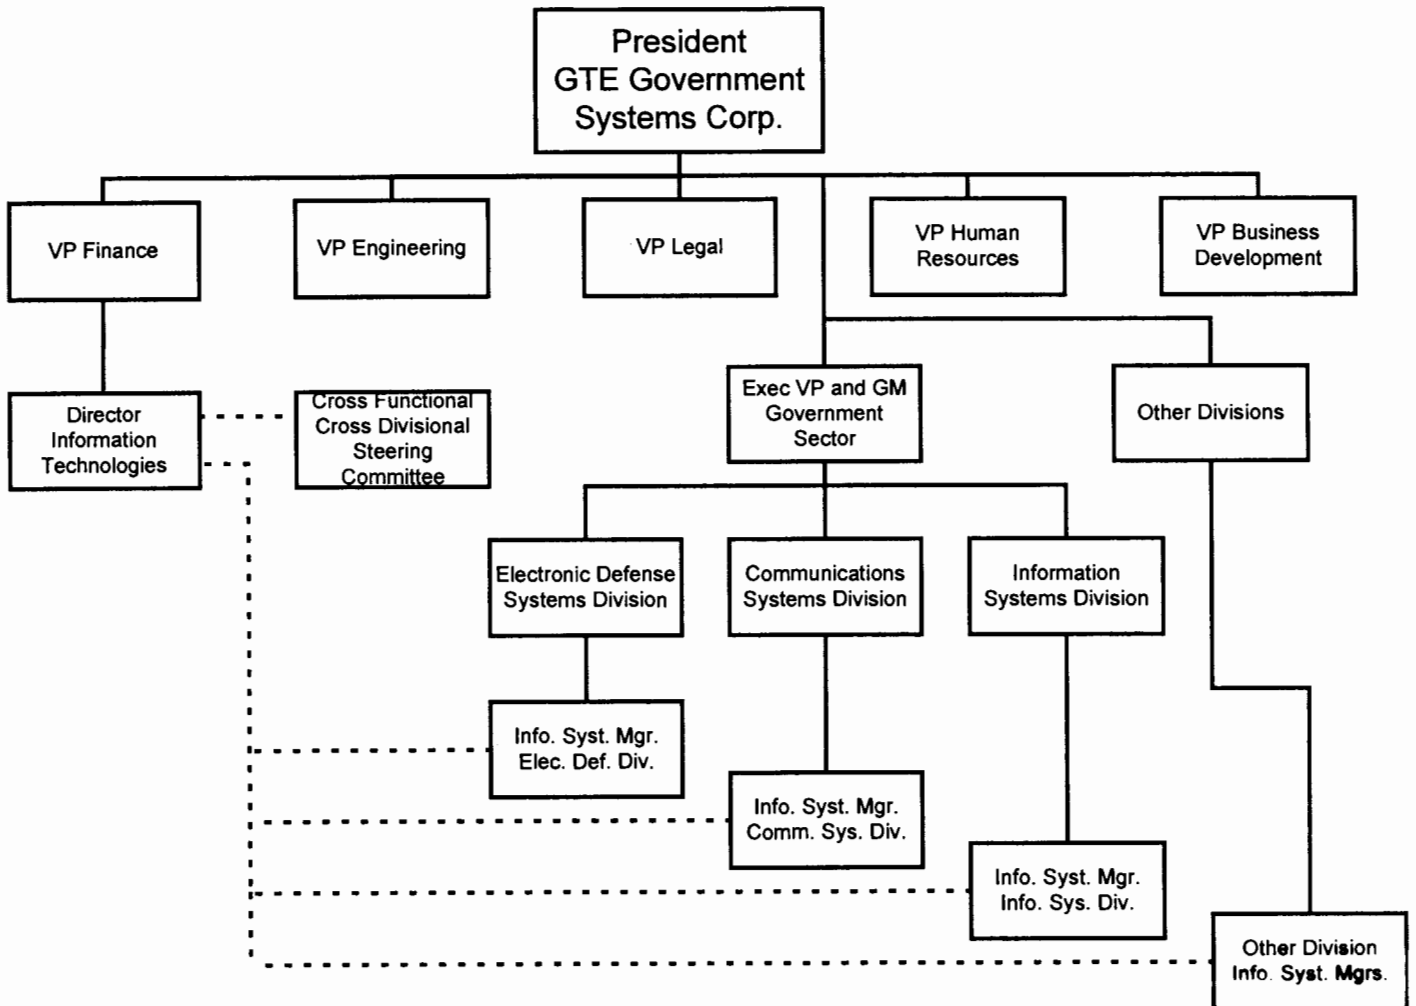 President
GTE Government
Systems Corp.
VP Finance
VP Engineering
VP Legal
VP Human
Resources
VP Business
Development
Director
Information
Technologies
Cross Functional
Cross Divisional
Steering
Committee
Exec VP and GM
Government
Sector
Other Divisions
Electronic Defense
Systems Division
Communications
Systems Division
Information
Systems Division
Info. Syst. Mgr.
Elec. Def. Div.
Info. Syst. Mgr.
Comm. Sys. Div.
Info. Syst. Mgr.
Info. Sys. Div.
Other Division
Info. Syst. Mgrs.